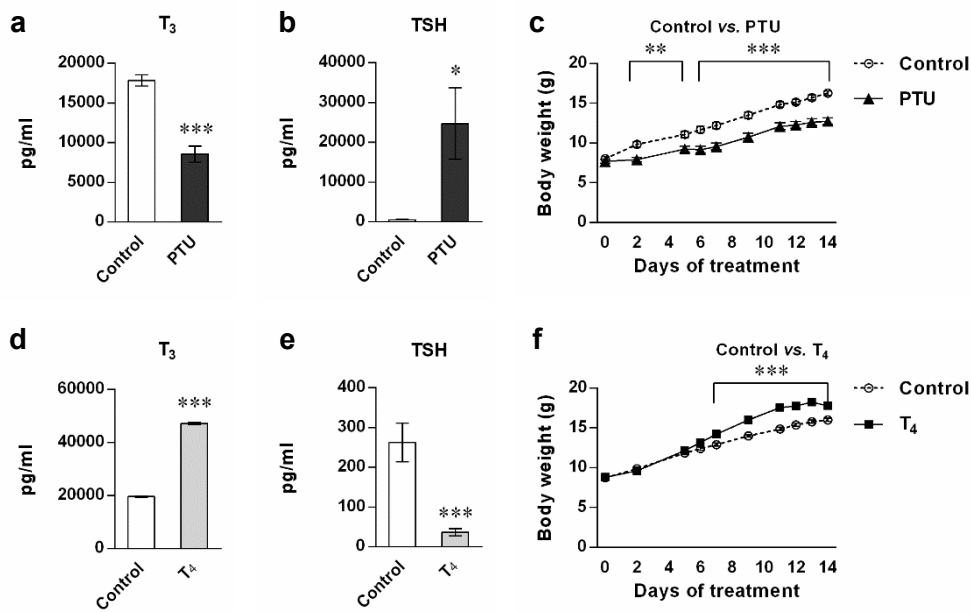 a
T₃
20000
15000
10000
5000
0
pg/ml
***
Control
PTU
b
TSH
40000
30000
20000
10000
0
pg/ml
*
Control
PTU
c
Control vs. PTU
**
***
20
15
10
5
0
Body weight (g)
0 2 4 6 8 10 12 14
Days of treatment
Control
PTU
d
T₃
60000
40000
20000
0
pg/ml
***
Control
T₄
e
TSH
400
300
200
100
0
pg/ml
***
Control
T₄
f
Control vs. T₄
***
20
15
10
5
0
Body weight (g)
0 2 4 6 8 10 12 14
Days of treatment
Control
T₄